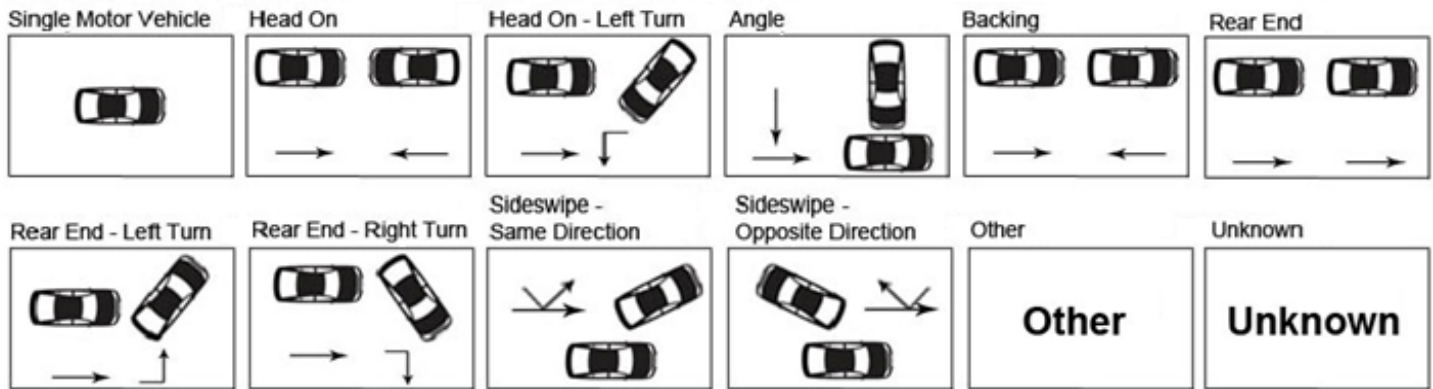 Single Motor Vehicle
Head On
Head On - Left Turn
Angle
Backing
Rear End
Rear End - Left Turn
Rear End - Right Turn
Sideswipe -
Same Direction
Sideswipe -
Opposite Direction
Other
Unknown
Other
Unknown